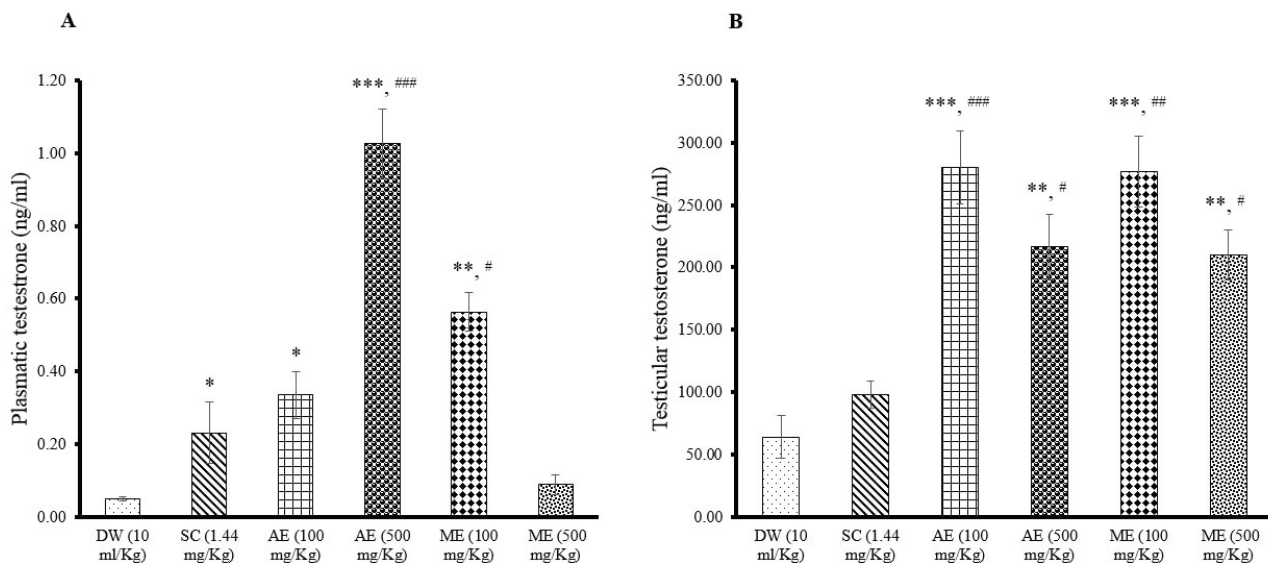 A
Plasmatic testestrone (ng/ml)
1.20
1.00
0.80
0.60
0.40
0.20
0.00
*
*
***, ###
**, #
DW (10 ml/Kg)
SC (1.44 mg/Kg)
AE (100 mg/Kg)
AE (500 mg/Kg)
ME (100 mg/Kg)
ME (500 mg/Kg)
B
Testicular testosterone (ng/ml)
350.00
300.00
250.00
200.00
150.00
100.00
50.00
0.00
***, ###
**, #
***, ##
**, #
DW (10 ml/Kg)
SC (1.44 mg/Kg)
AE (100 mg/Kg)
AE (500 mg/Kg)
ME (100 mg/Kg)
ME (500 mg/Kg)